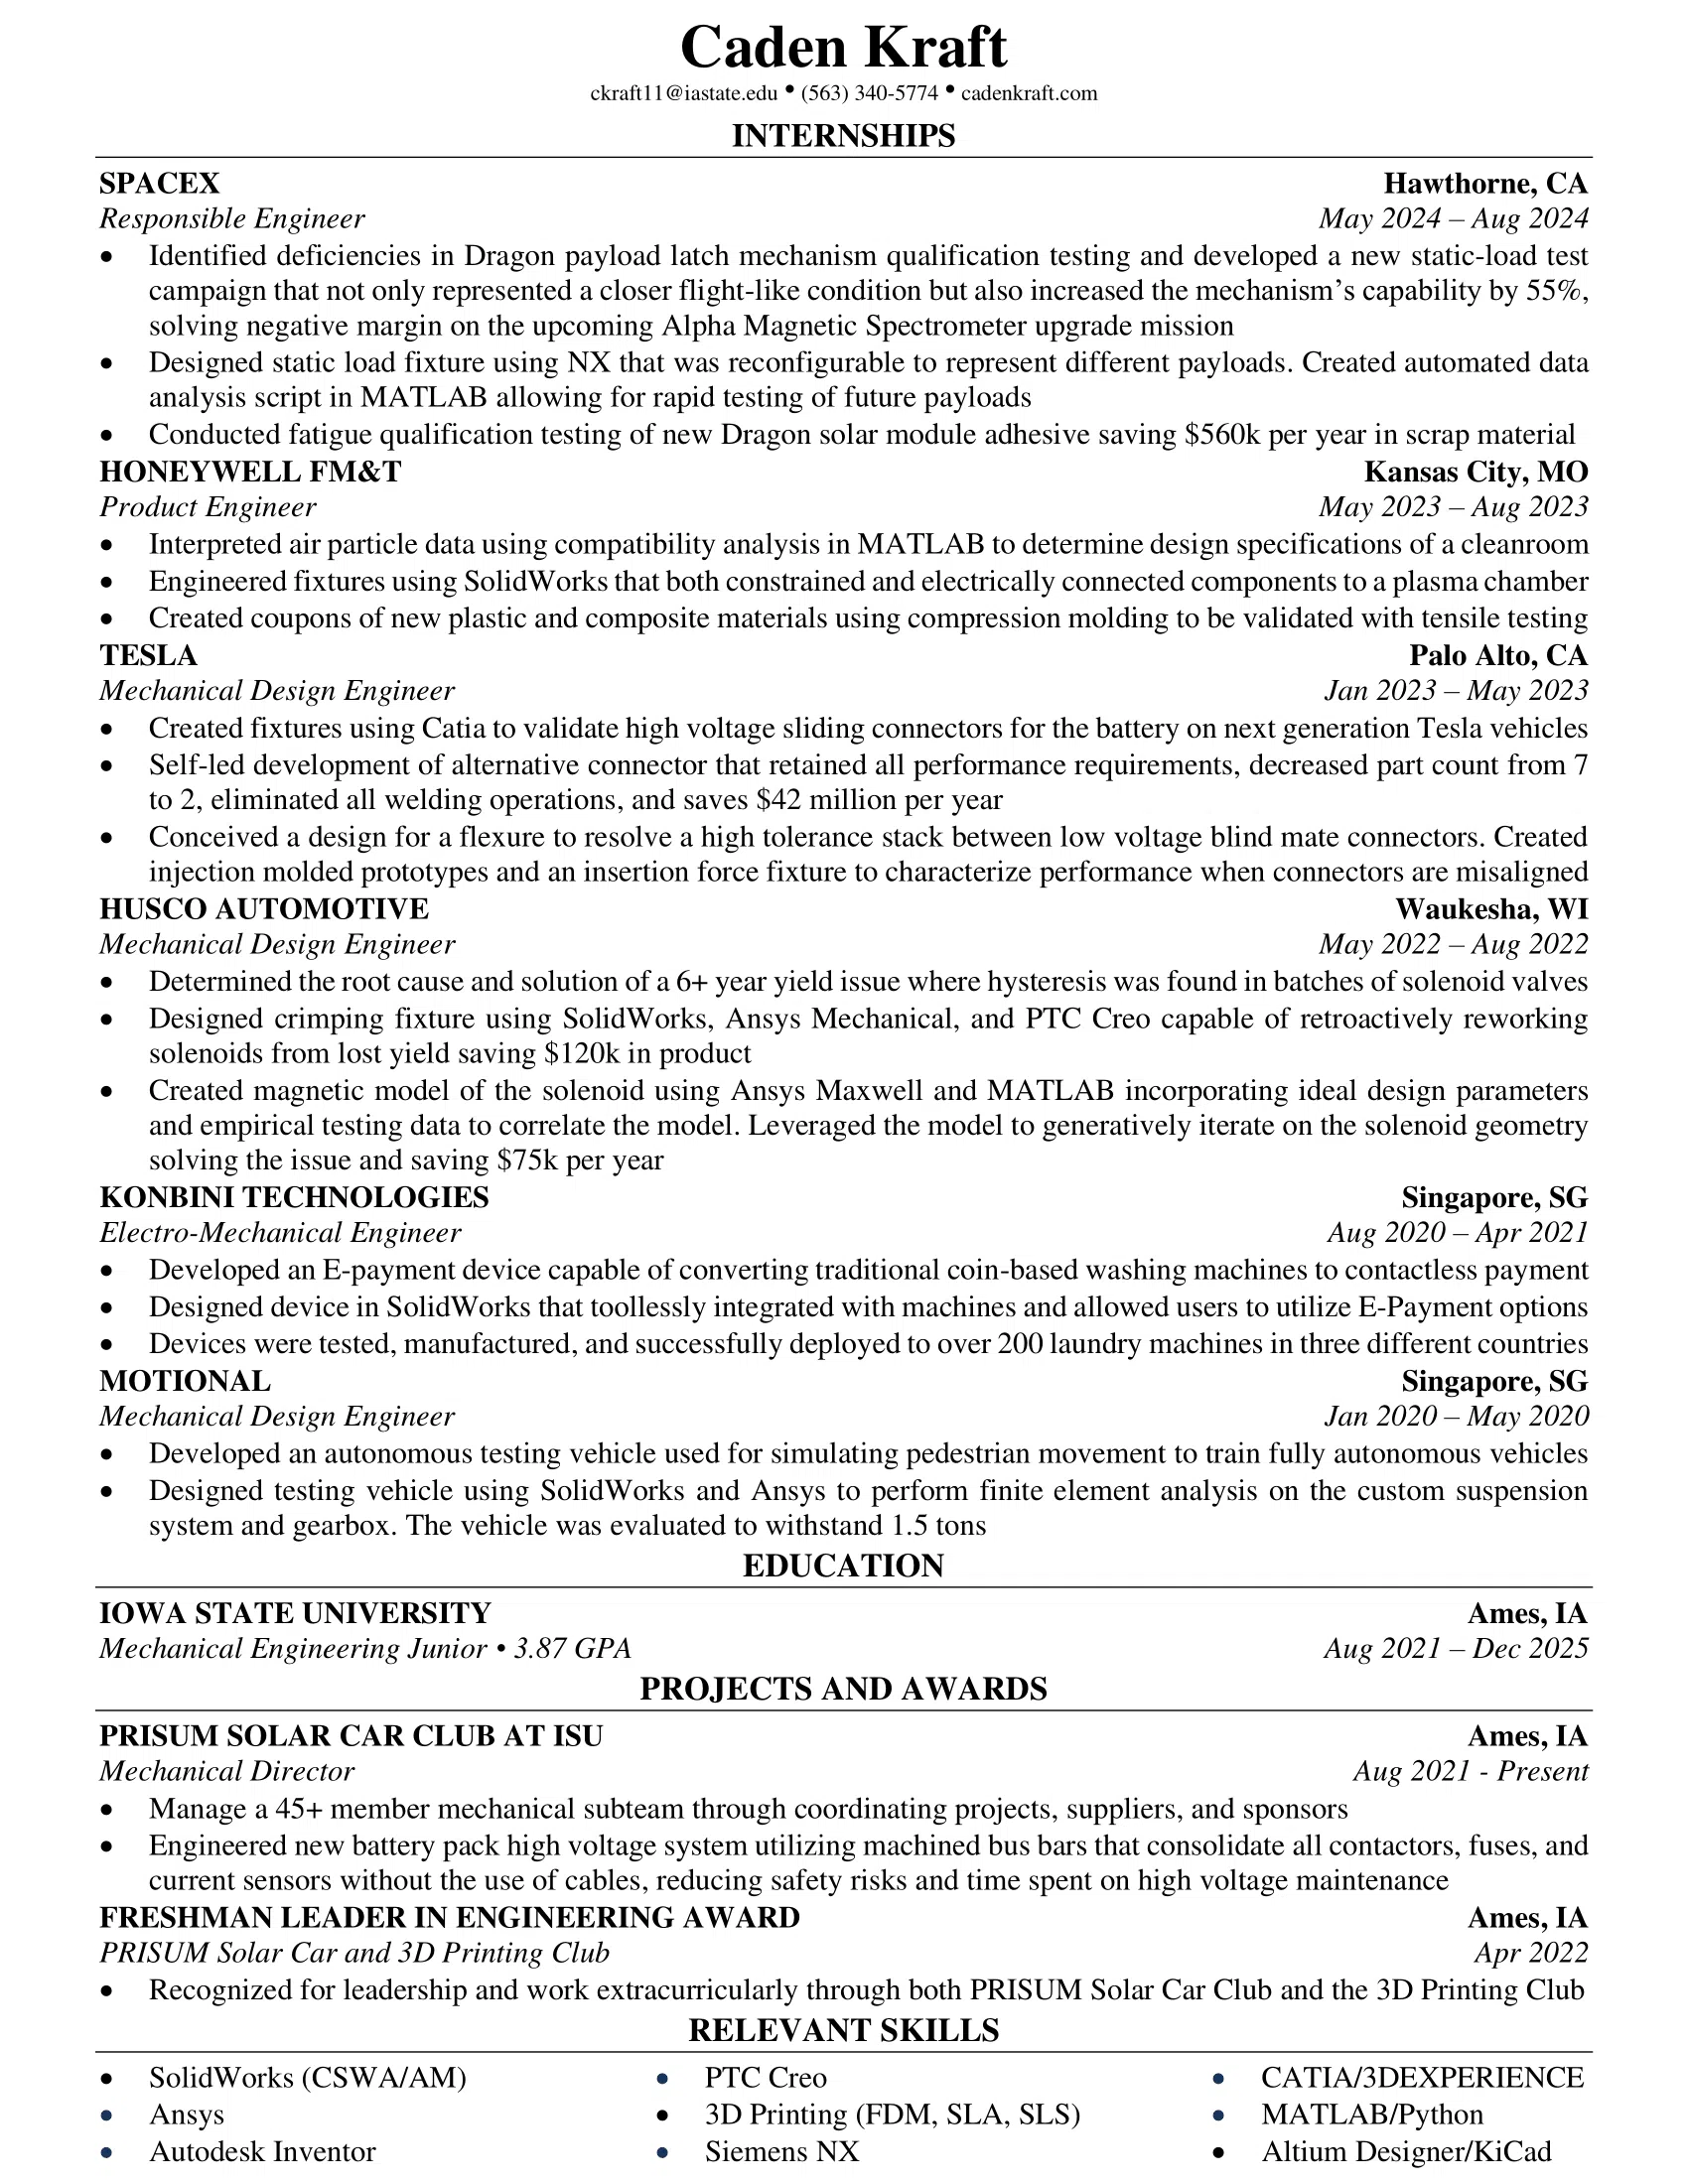 Caden Kraft
ckraft11@iastate.edu • (563) 340-5774 • cadenkraft.com
INTERNSHIPS
SPACEX Hawthorne, CA
Responsible Engineer May 2024 – Aug 2024
• Identified deficiencies in Dragon payload latch mechanism qualification testing and developed a new static-load test
campaign that not only represented a closer flight-like condition but also increased the mechanism’s capability by 55%,
solving negative margin on the upcoming Alpha Magnetic Spectrometer upgrade mission
• Designed static load fixture using NX that was reconfigurable to represent different payloads. Created automated data
analysis script in MATLAB allowing for rapid testing of future payloads
• Conducted fatigue qualification testing of new Dragon solar module adhesive saving $560k per year in scrap material
HONEYWELL FM&T Kansas City, MO
Product Engineer May 2023 – Aug 2023
• Interpreted air particle data using compatibility analysis in MATLAB to determine design specifications of a cleanroom
• Engineered fixtures using SolidWorks that both constrained and electrically connected components to a plasma chamber
• Created coupons of new plastic and composite materials using compression molding to be validated with tensile testing
TESLA Palo Alto, CA
Mechanical Design Engineer Jan 2023 – May 2023
• Created fixtures using Catia to validate high voltage sliding connectors for the battery on next generation Tesla vehicles
• Self-led development of alternative connector that retained all performance requirements, decreased part count from 7
to 2, eliminated all welding operations, and saves $42 million per year
• Conceived a design for a flexure to resolve a high tolerance stack between low voltage blind mate connectors. Created
injection molded prototypes and an insertion force fixture to characterize performance when connectors are misaligned
HUSCO AUTOMOTIVE Waukesha, WI
Mechanical Design Engineer May 2022 – Aug 2022
• Determined the root cause and solution of a 6+ year yield issue where hysteresis was found in batches of solenoid valves
• Designed crimping fixture using SolidWorks, Ansys Mechanical, and PTC Creo capable of retroactively reworking
solenoids from lost yield saving $120k in product
• Created magnetic model of the solenoid using Ansys Maxwell and MATLAB incorporating ideal design parameters
and empirical testing data to correlate the model. Leveraged the model to generatively iterate on the solenoid geometry
solving the issue and saving $75k per year
KONBINI TECHNOLOGIES Singapore, SG
Electro-Mechanical Engineer Aug 2020 – Apr 2021
• Developed an E-payment device capable of converting traditional coin-based washing machines to contactless payment
• Designed device in SolidWorks that toollessly integrated with machines and allowed users to utilize E-Payment options
• Devices were tested, manufactured, and successfully deployed to over 200 laundry machines in three different countries
MOTIONAL Singapore, SG
Mechanical Design Engineer Jan 2020 – May 2020
• Developed an autonomous testing vehicle used for simulating pedestrian movement to train fully autonomous vehicles
• Designed testing vehicle using SolidWorks and Ansys to perform finite element analysis on the custom suspension
system and gearbox. The vehicle was evaluated to withstand 1.5 tons
EDUCATION
IOWA STATE UNIVERSITY Ames, IA
Mechanical Engineering Junior • 3.87 GPA Aug 2021 – Dec 2025
PROJECTS AND AWARDS
PRISUM SOLAR CAR CLUB AT ISU Ames, IA
Mechanical Director Aug 2021 - Present
• Manage a 45+ member mechanical subteam through coordinating projects, suppliers, and sponsors
• Engineered new battery pack high voltage system utilizing machined bus bars that consolidate all contactors, fuses, and
current sensors without the use of cables, reducing safety risks and time spent on high voltage maintenance
FRESHMAN LEADER IN ENGINEERING AWARD Ames, IA
PRISUM Solar Car and 3D Printing Club Apr 2022
• Recognized for leadership and work extracurricularly through both PRISUM Solar Car Club and the 3D Printing Club
RELEVANT SKILLS
• SolidWorks (CSWA/AM) • PTC Creo • CATIA/3DEXPERIENCE
• Ansys • 3D Printing (FDM, SLA, SLS) • MATLAB/Python
• Autodesk Inventor • Siemens NX • Altium Designer/KiCad